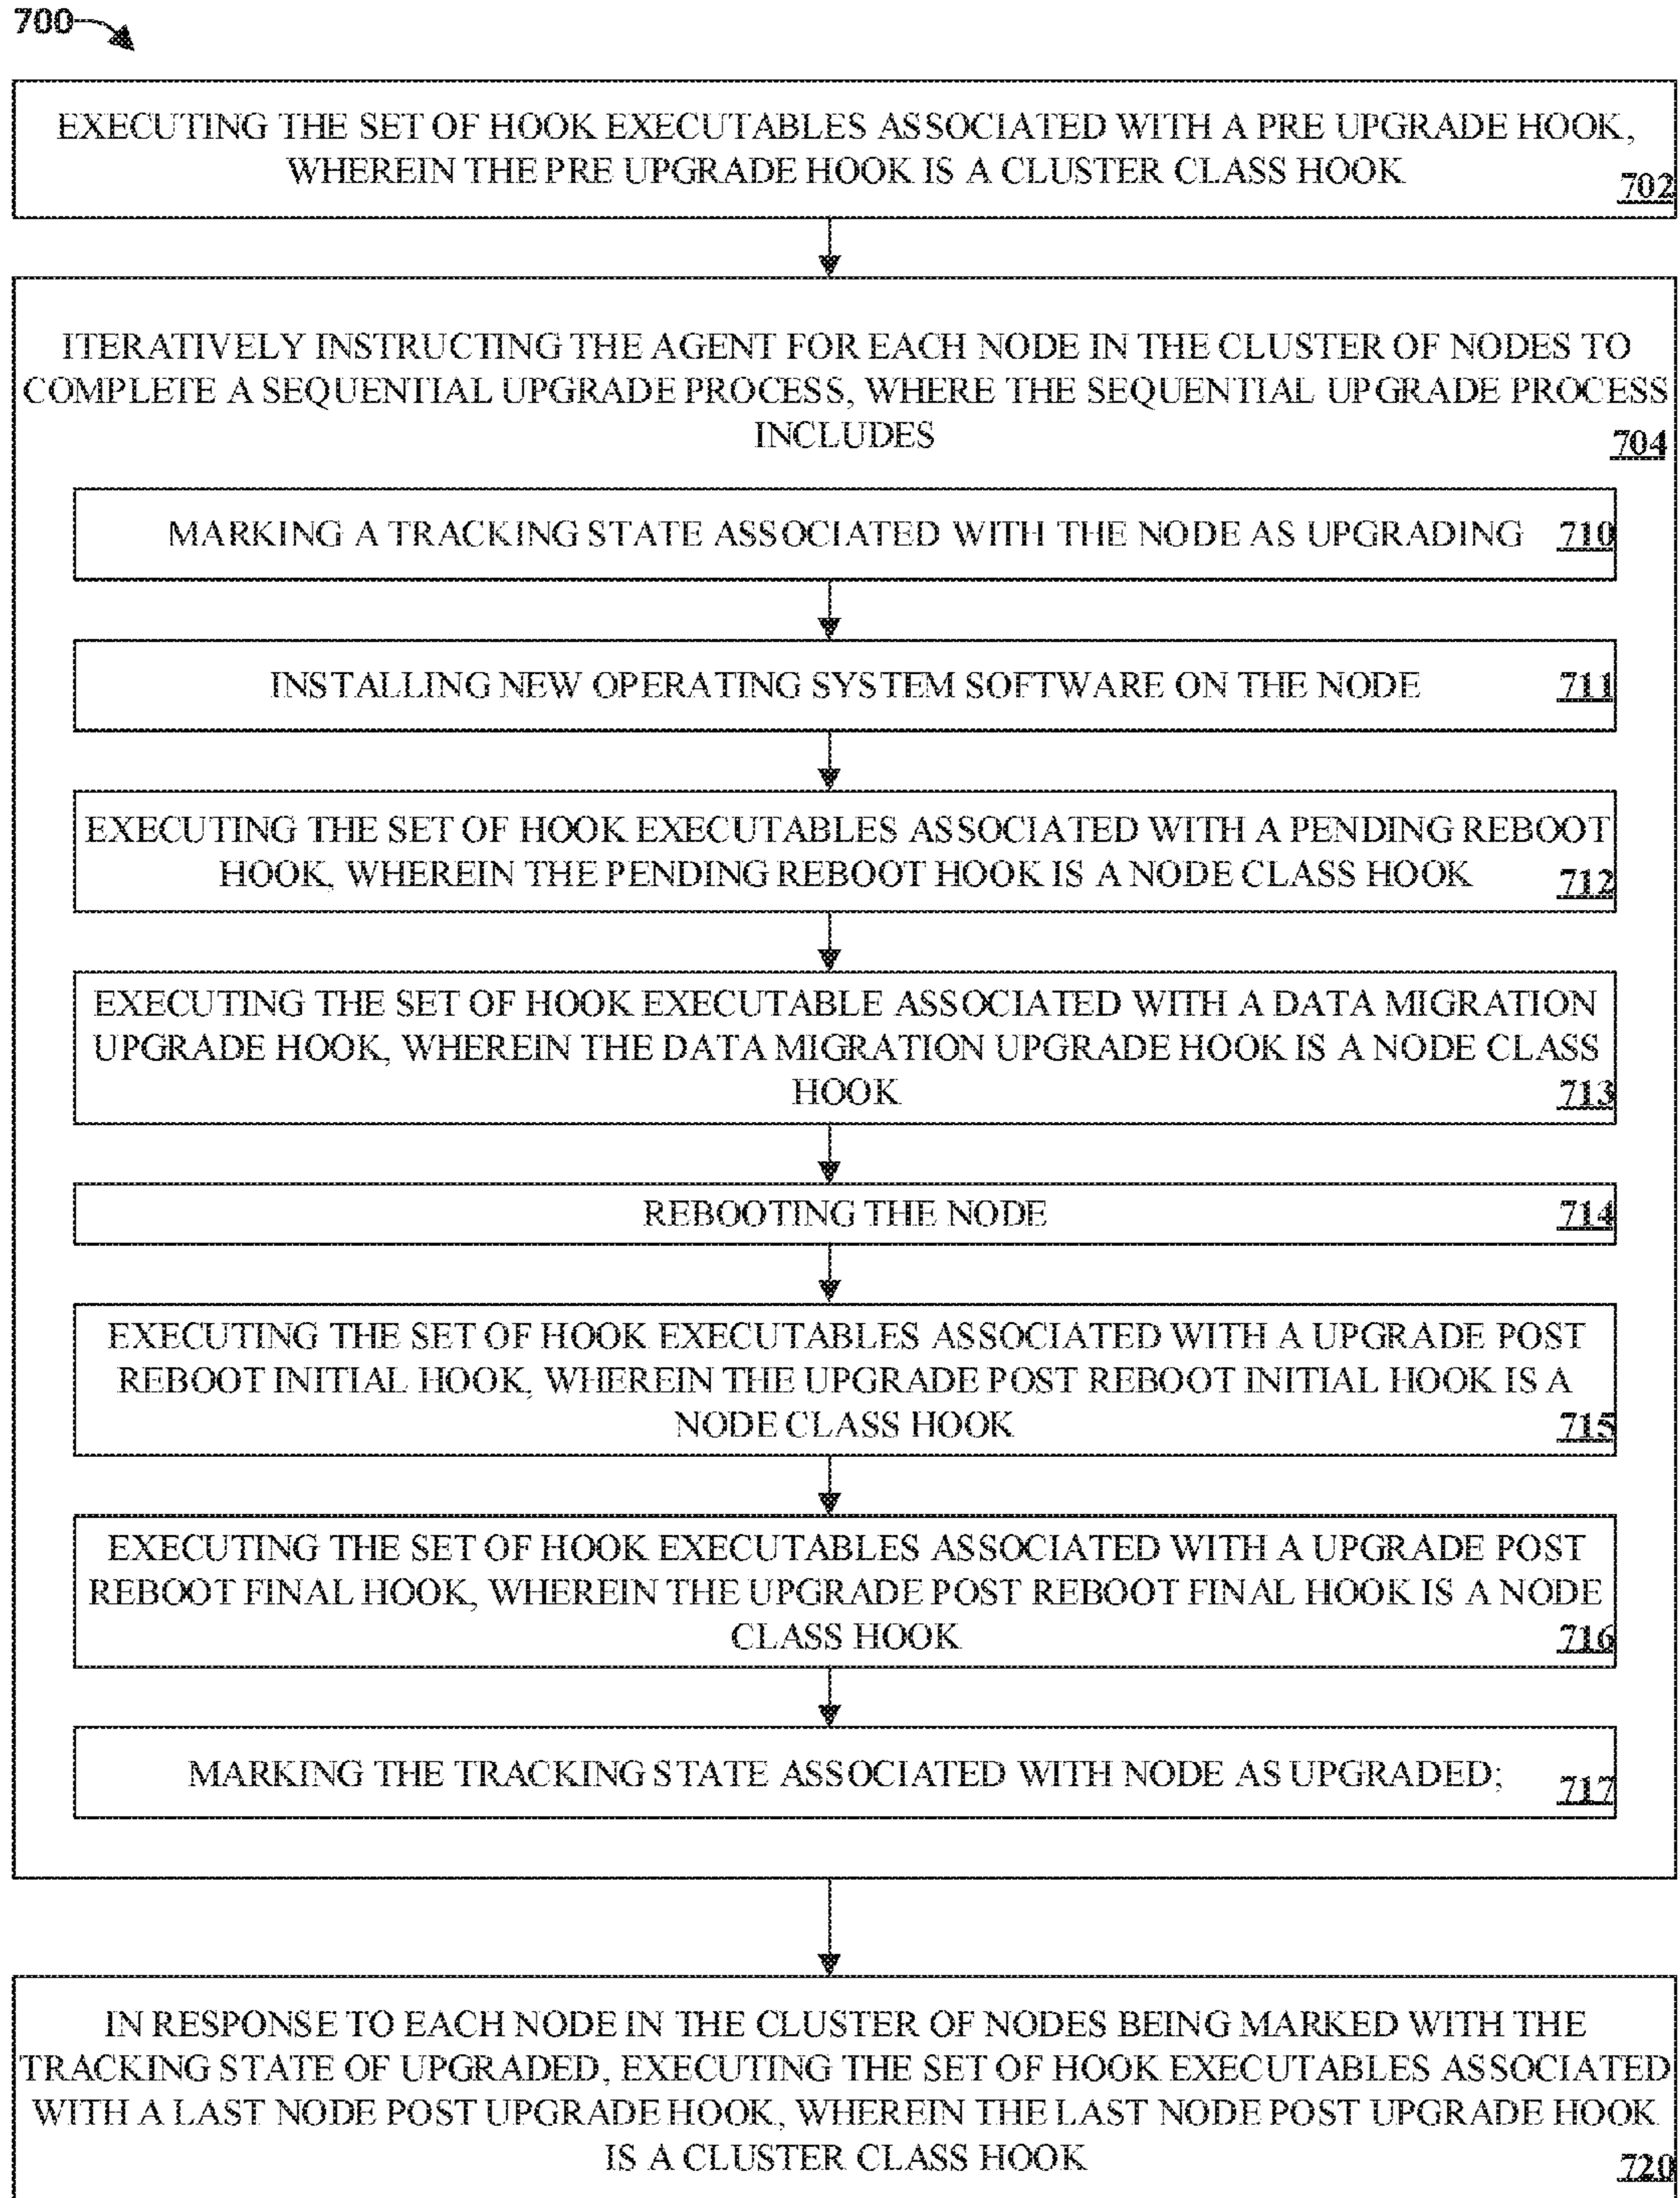 700
EXECUTING THE SET OF HOOK EXECUTABLES ASSOCIATED WITH A PRE UPGRADE HOOK,
WHEREIN THE PRE UPGRADE HOOK IS A CLUSTER CLASS HOOK
702
ITERATIVELY INSTRUCTING THE AGENT FOR EACH NODE IN THE CLUSTER OF NODES TO
COMPLETE A SEQUENTIAL UPGRADE PROCESS, WHERE THE SEQUENTIAL UPGRADE PROCESS
INCLUDES
704
MARKING A TRACKING STATE ASSOCIATED WITH THE NODE AS UPGRADING 710
INSTALLING NEW OPERATING SYSTEM SOFTWARE ON THE NODE 711
EXECUTING THE SET OF HOOK EXECUTABLES ASSOCIATED WITH A PENDING REBOOT
HOOK, WHEREIN THE PENDING REBOOT HOOK IS A NODE CLASS HOOK 712
EXECUTING THE SET OF HOOK EXECUTABLE ASSOCIATED WITH A DATA MIGRATION
UPGRADE HOOK, WHEREIN THE DATA MIGRATION UPGRADE HOOK IS A NODE CLASS
HOOK 713
REBOOTING THE NODE 714
EXECUTING THE SET OF HOOK EXECUTABLES ASSOCIATED WITH A UPGRADE POST
REBOOT INITIAL HOOK, WHEREIN THE UPGRADE POST REBOOT INITIAL HOOK IS A
NODE CLASS HOOK 715
EXECUTING THE SET OF HOOK EXECUTABLES ASSOCIATED WITH A UPGRADE POST
REBOOT FINAL HOOK, WHEREIN THE UPGRADE POST REBOOT FINAL HOOK IS A NODE
CLASS HOOK 716
MARKING THE TRACKING STATE ASSOCIATED WITH NODE AS UPGRADED; 717
IN RESPONSE TO EACH NODE IN THE CLUSTER OF NODES BEING MARKED WITH THE
TRACKING STATE OF UPGRADED, EXECUTING THE SET OF HOOK EXECUTABLES ASSOCIATED
WITH A LAST NODE POST UPGRADE HOOK, WHEREIN THE LAST NODE POST UPGRADE HOOK
IS A CLUSTER CLASS HOOK
720